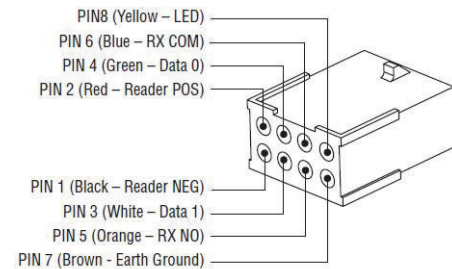 PIN8 (Yellow – LED)
PIN 6 (Blue – RX COM)
PIN 4 (Green – Data 0)
PIN 2 (Red – Reader POS)
PIN 1 (Black – Reader NEG)
PIN 3 (White – Data 1)
PIN 5 (Orange – RX NO)
PIN 7 (Brown - Earth Ground)